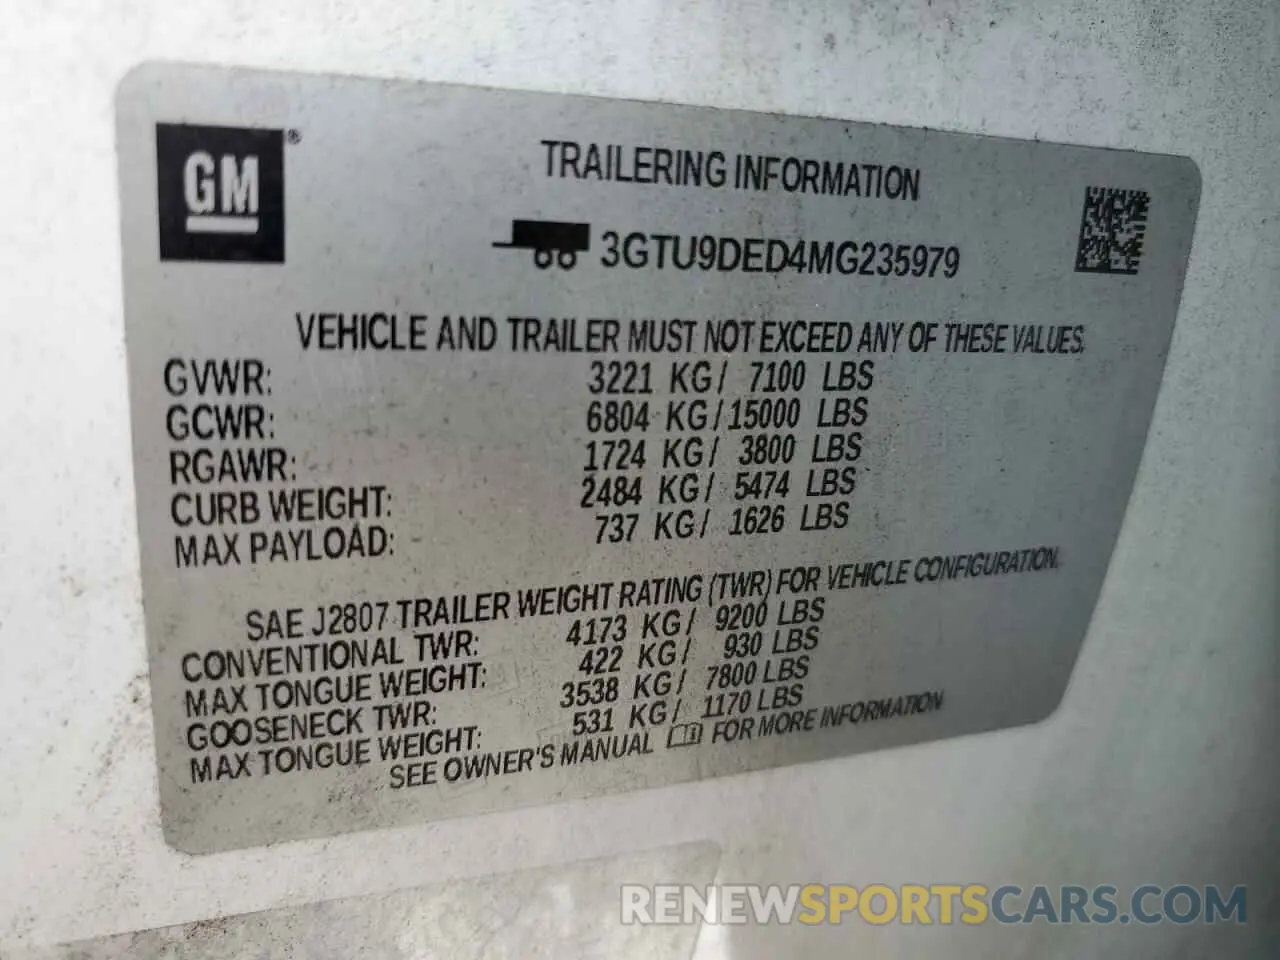 GM ®
TRAILERING INFORMATION
3GTU9DED4MG235979
VEHICLE AND TRAILER MUST NOT EXCEED ANY OF THESE VALUES.
GVWR: 3221 KG/ 7100 LBS
GCWR: 6804 KG/15000 LBS
RGAWR: 1724 KG/ 3800 LBS
CURB WEIGHT: 2484 KG/ 5474 LBS
MAX PAYLOAD: 737 KG/ 1626 LBS
SAE J2807 TRAILER WEIGHT RATING (TWR) FOR VEHICLE CONFIGURATION.
CONVENTIONAL TWR: 4173 KG/ 9200 LBS
MAX TONGUE WEIGHT: 422 KG/ 930 LBS
GOOSENECK TWR: 3538 KG/ 7800 LBS
MAX TONGUE WEIGHT: 531 KG/ 1170 LBS
SEE OWNER'S MANUAL FOR MORE INFORMATION
RENEWSPORTSCARS.COM